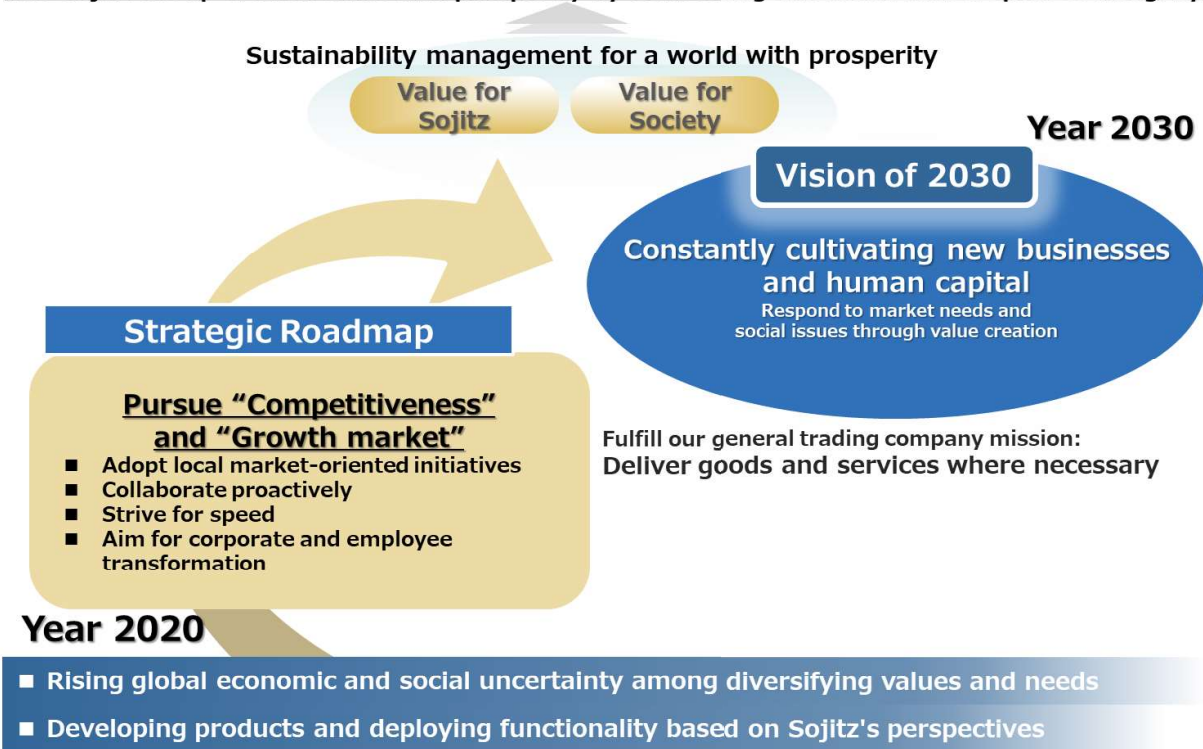 Sustainability management for a world with prosperity
Value for
Sojitz
Value for
Society
Year 2030
Vision of 2030
Constantly cultivating new businesses
and human capital
Respond to market needs and
social issues through value creation
Strategic Roadmap
Pursue “Competitiveness”
and “Growth market”
■ Adopt local market-oriented initiatives
■ Collaborate proactively
■ Strive for speed
■ Aim for corporate and employee
transformation
Fulfill our general trading company mission:
Deliver goods and services where necessary
Year 2020
■ Rising global economic and social uncertainty among diversifying values and needs
■ Developing products and deploying functionality based on Sojitz's perspectives